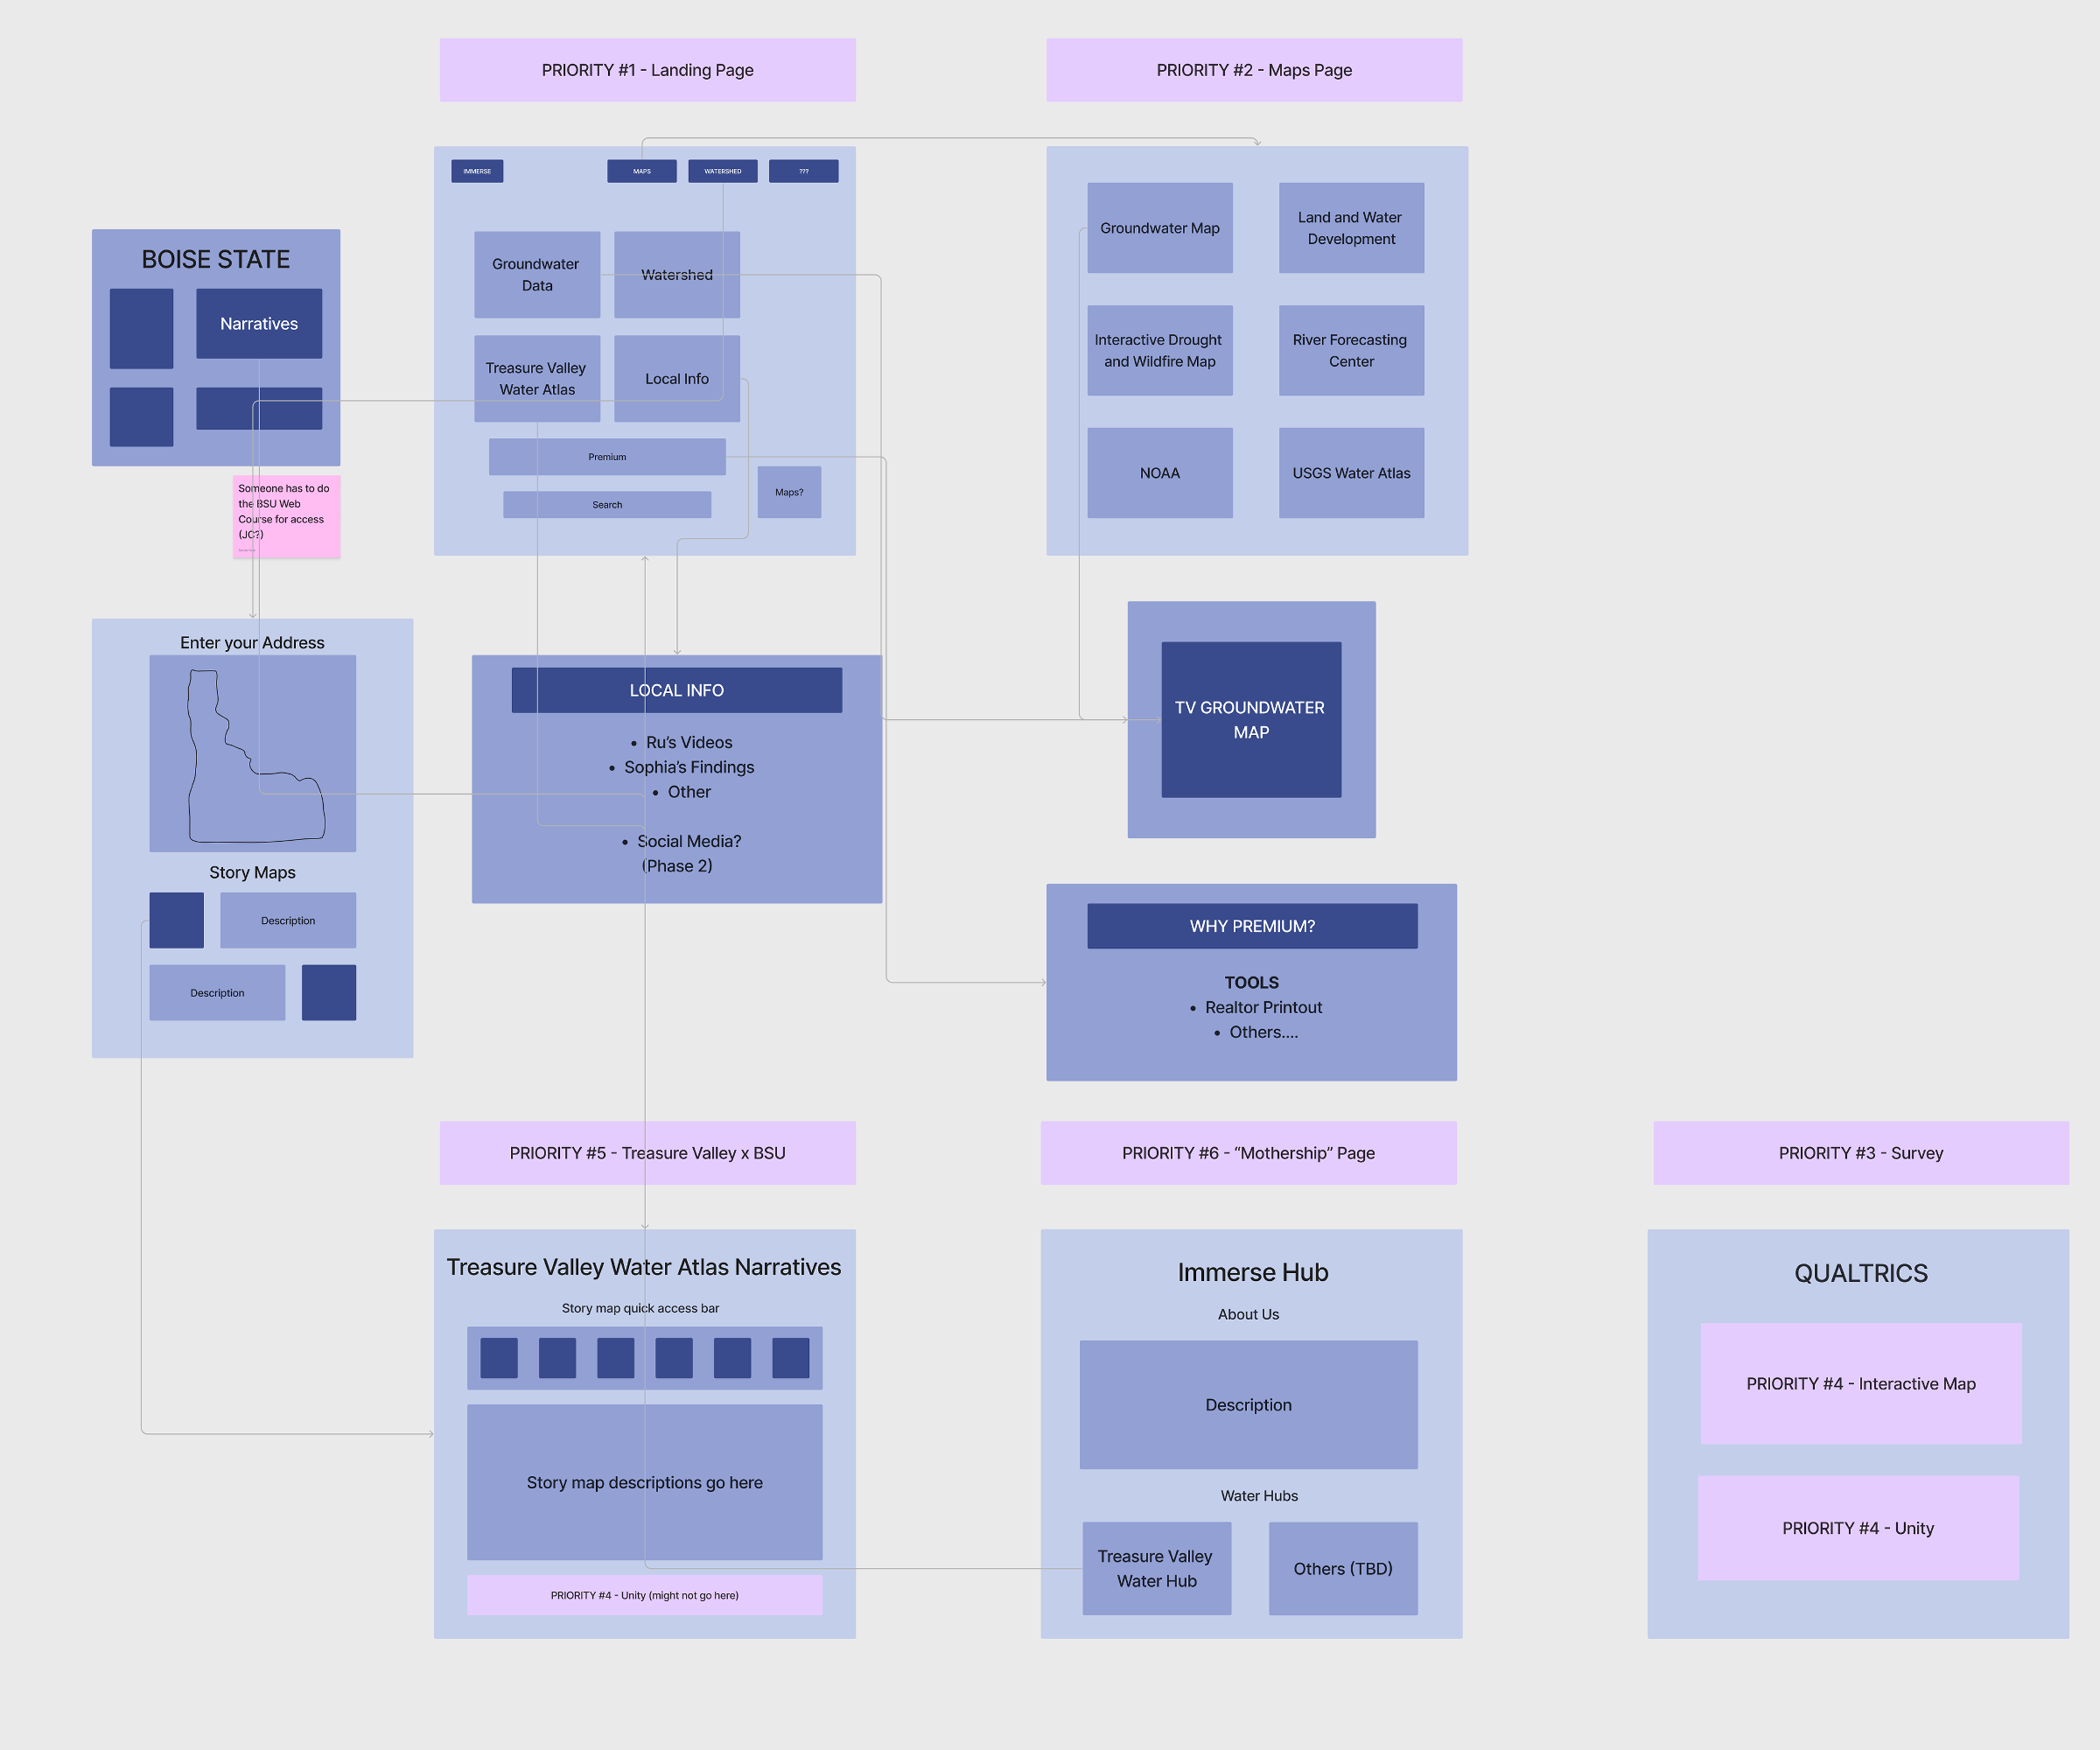 PRIORITY #1 - Landing Page
PRIORITY #2 - Maps Page
IMMERSE
MAPS
WATERSHED
???
Groundwater
Data
Watershed
Treasure Valley
Water Atlas
Local Info
Premium
Search
Maps?
Groundwater Map
Land and Water
Development
Interactive Drought
and Wildfire Map
River Forecasting
Center
NOAA
USGS Water Atlas
BOISE STATE
Narratives
Someone has to do
the BSU Web
Course for access
(JC?)
Enter your Address
Story Maps
Description
Description
LOCAL INFO
• Ru’s Videos
• Sophia’s Findings
• Other
• Social Media?
(Phase 2)
TV GROUNDWATER
MAP
WHY PREMIUM?
TOOLS
• Realtor Printout
• Others....
PRIORITY #5 - Treasure Valley x BSU
PRIORITY #6 - “Mothership” Page
PRIORITY #3 - Survey
Treasure Valley Water Atlas Narratives
Story map quick access bar
Story map descriptions go here
PRIORITY #4 - Unity (might not go here)
Immerse Hub
About Us
Description
Water Hubs
Treasure Valley
Water Hub
Others (TBD)
QUALTRICS
PRIORITY #4 - Interactive Map
PRIORITY #4 - Unity